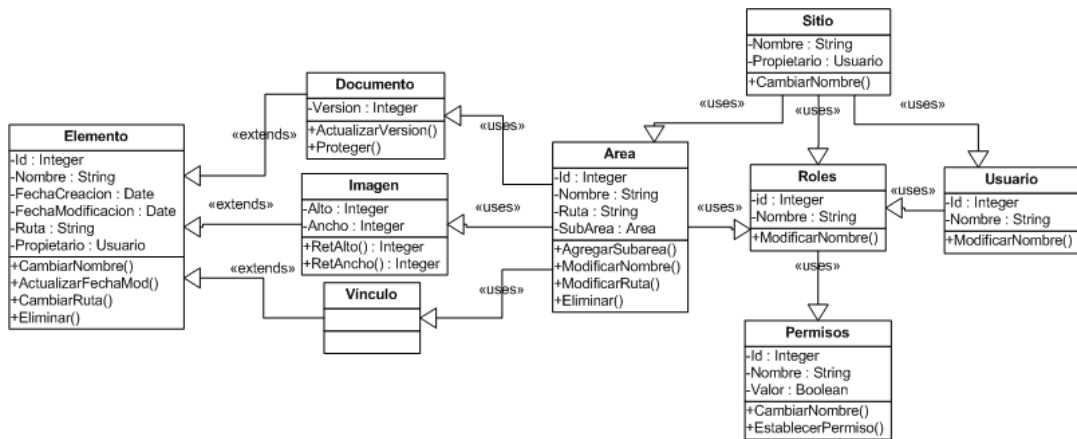 Sitio
-Nombre : String
-Propietario : Usuario
+CambiarNombre()
«uses»
«uses»
«uses»
Documento
-Version : Integer
+ActualizarVersion()
+Proteger()
«extends»
«uses»
Elemento
-Id : Integer
-Nombre : String
-FechaCreacion : Date
-FechaModificacion : Date
-Ruta : String
-Propietario : Usuario
+CambiarNombre()
+ActualizarFechaMod()
+CambiarRuta()
+Eliminar()
Imagen
-Alto : Integer
-Ancho : Integer
+RetAlto() : Integer
+RetAncho() : Integer
«extends»
«uses»
Area
-Id : Integer
-Nombre : String
-Ruta : String
-SubArea : Area
+AgregarSubarea()
+ModificarNombre()
+ModificarRuta()
+Eliminar()
«uses»
Roles
-id : Integer
-Nombre : String
+ModificarNombre()
«uses»
Usuario
-Id : Integer
-Nombre : String
+ModificarNombre()
«extends»
Vínculo
«uses»
«uses»
Permisos
-Id : Integer
-Nombre : String
-Valor : Boolean
+CambiarNombre()
+EstablecerPermiso()